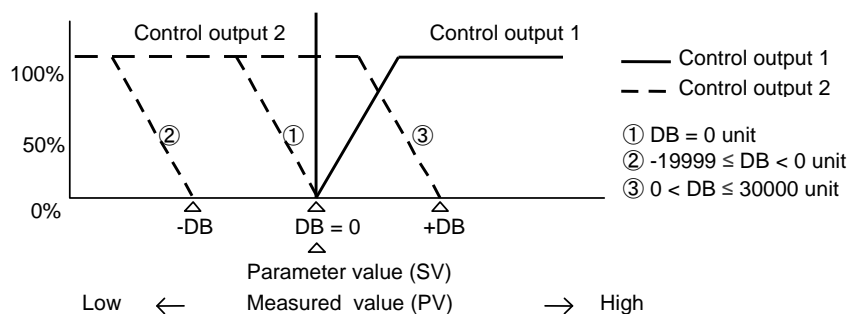 Control output 2
Control output 1
100%
50%
0%
②
①
③
-DB
DB = 0
+DB
Parameter value (SV)
Low ← Measured value (PV) → High
Control output 1
Control output 2
① DB = 0 unit
② -19999 ≤ DB < 0 unit
③ 0 < DB ≤ 30000 unit